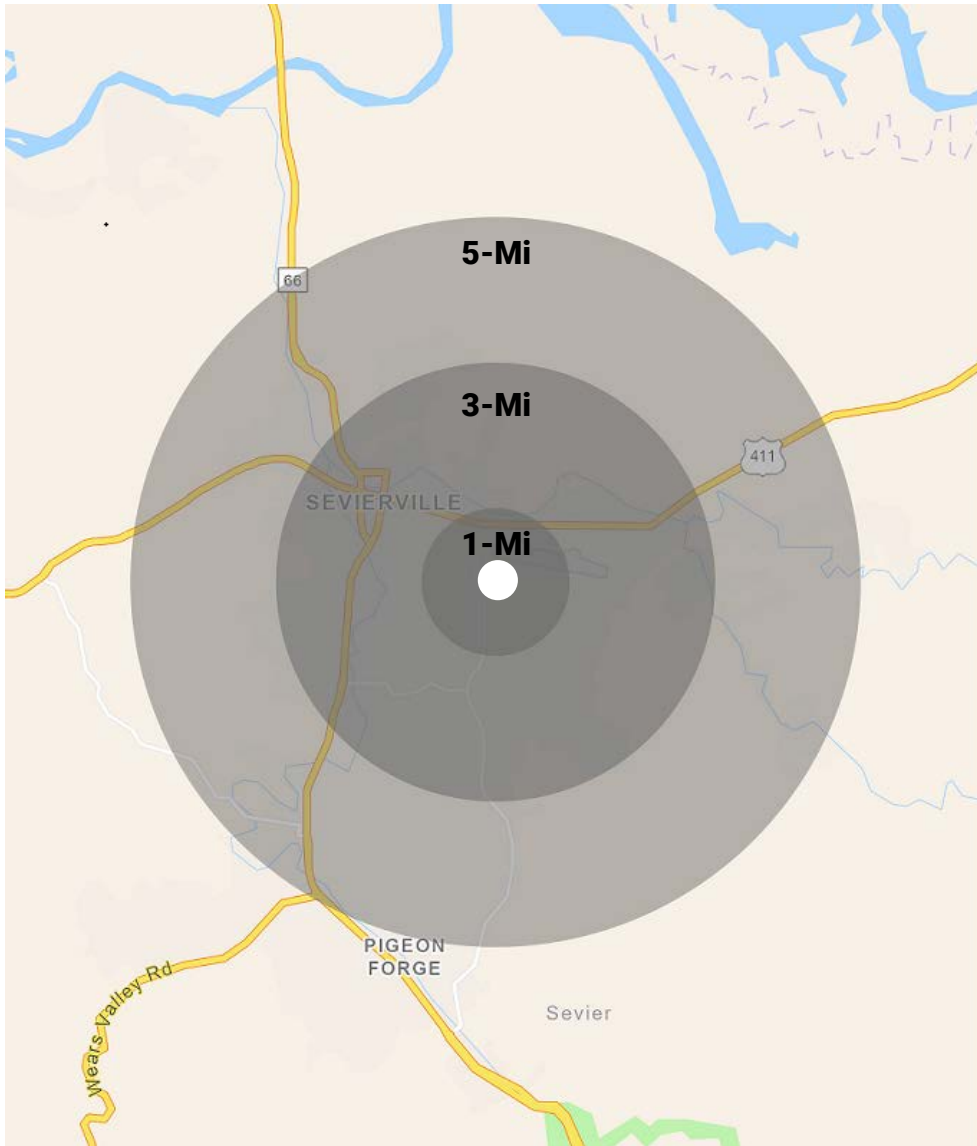 5-Mi
66
3-Mi
411
SEVIERVILLE
1-Mi
PIGEON
FORGE
Wears Valley Rd
Sevier